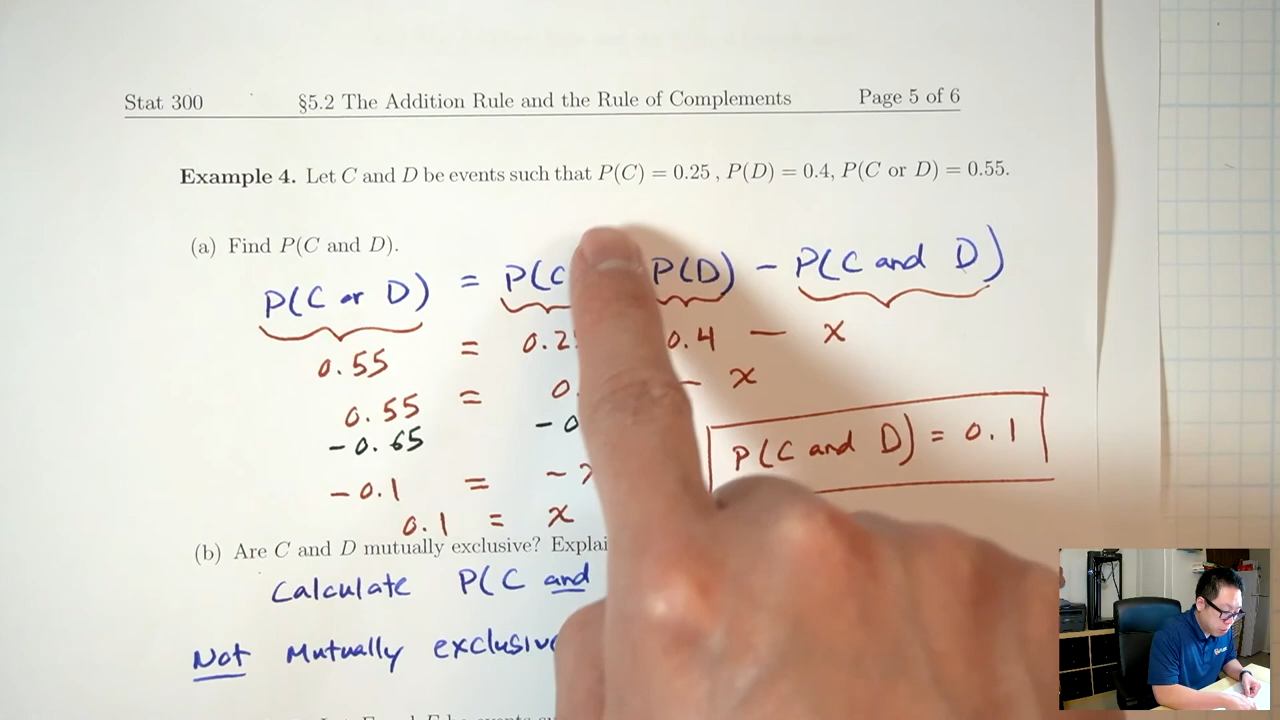 Stat 300 §5.2 The Addition Rule and the Rule of Complements Page 5 of 6
Example 4. Let C and D be events such that P(C) = 0.25 , P(D) = 0.4, P(C or D) = 0.55.
(a) Find P(C and D).
P(C or D) = P(C P(D) − P(C and D)
0.55 = 0.2 0.4 − x
0.55 = 0. − x
−0.65 −0
−0.1 = −
0.1 = x
P(C and D) = 0.1
(b) Are C and D mutually exclusive?
Calculate P(C and
Not Mutually